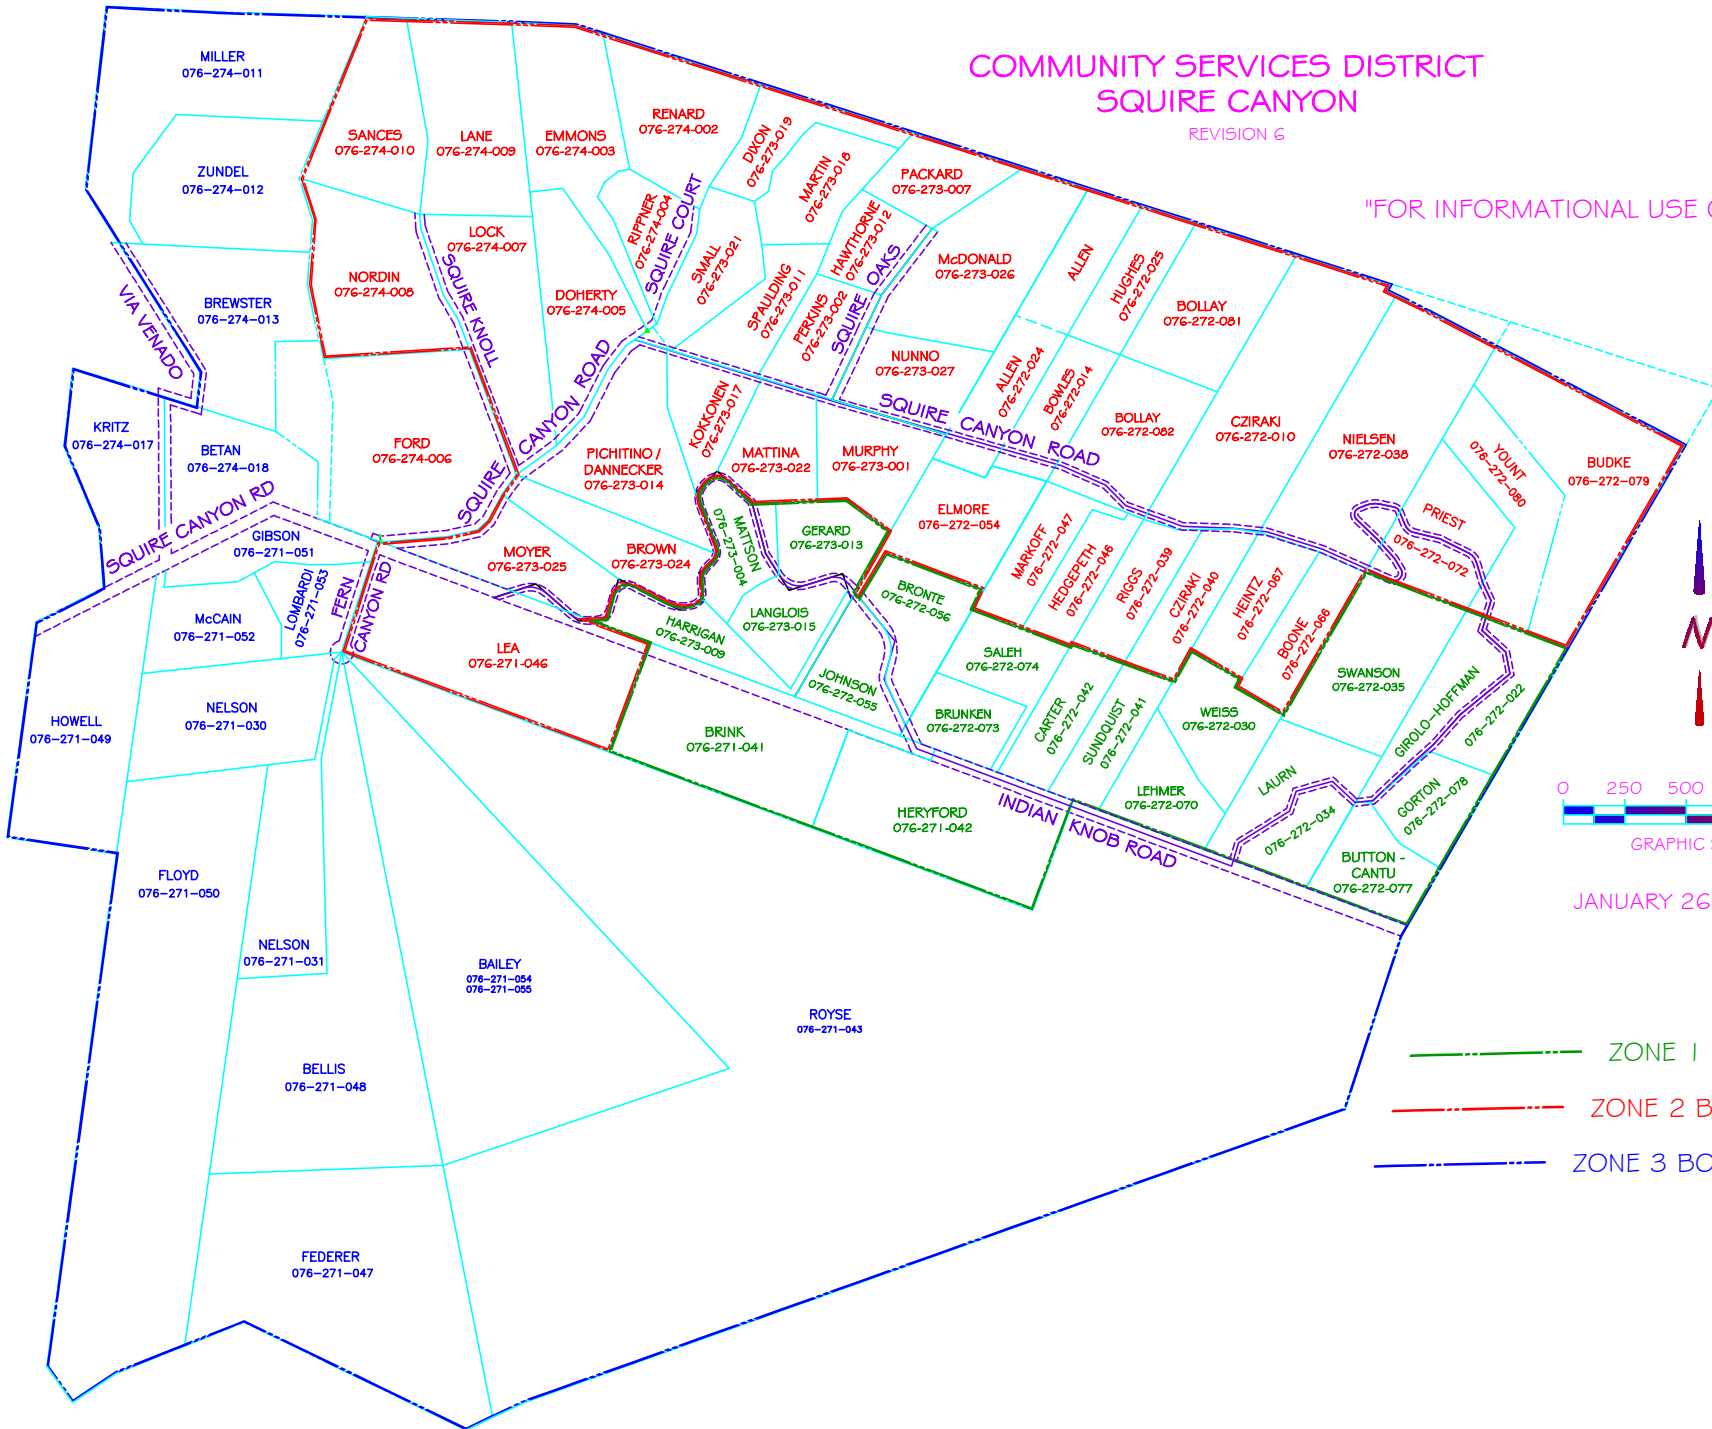 COMMUNITY SERVICES DISTRICT
SQUIRE CANYON
REVISION 6
"FOR INFORMATIONAL USE
MILLER
076-274-011
ZUNDEL
076-274-012
BREWSTER
076-274-013
VIA VENADO
KRITZ
076-274-017
BETAN
076-274-018
SQUIRE CANYON RD
SANCES
076-274-010
LANE
076-274-009
EMMONS
076-274-003
RENARD
076-274-002
NORDIN
076-274-008
LOCK
076-274-007
SQUIRE KNOLL
DOHERTY
076-274-005
RIPPNER
076-274-004
SQUIRE COURT
DIXON
076-273-019
SMALL
076-273-021
MARTIN
076-273-018
SPAULDING
076-273-011
HAWTHORNE
076-273-012
PERKINS
076-273-002
SQUIRE OAKS
PACKARD
076-273-007
McDONALD
076-273-026
NUNNO
076-273-027
ALLEN
ALLEN
076-272-024
HUGHES
076-272-025
BOWLES
076-272-014
BOLLAY
076-272-081
BOLLAY
076-272-082
CZIRAKI
076-272-010
NIELSEN
076-272-038
YOUNT
076-272-080
BUDKE
076-272-079
PRIEST
076-272-072
FORD
076-274-006
SQUIRE CANYON ROAD
PICHITINO /
DANNECKER
076-273-014
KOKKONEN
076-273-017
MATTINA
076-273-022
MURPHY
076-273-001
SQUIRE CANYON ROAD
ELMORE
076-272-054
MARKOFF
076-272-047
HEDGEPETH
076-272-046
RIGGS
076-272-039
CZIRAKI
076-272-040
HEINTZ
076-272-067
BOONE
076-272-066
MOYER
076-273-025
BROWN
076-273-024
MATTSON
076-273-004
GERARD
076-273-013
LANGLOIS
076-273-015
HARRIGAN
076-273-009
BRONTE
076-272-056
JOHNSON
076-272-055
SALEH
076-272-074
BRUNKEN
076-272-073
CARTER
076-272-042
SUNDQUIST
076-272-041
WEISS
076-272-030
LEHMER
076-272-070
SWANSON
076-272-035
GIROLO-HOFFMAN
076-272-022
LAURN
076-272-034
GORTON
076-272-078
BUTTON -
CANTU
076-272-077
GIBSON
076-271-051
McCAIN
076-271-052
LOMBARDI
076-271-053
FERN
CANYON RD
LEA
076-271-046
BRINK
076-271-041
HERYFORD
076-271-042
INDIAN KNOB ROAD
HOWELL
076-271-049
NELSON
076-271-030
FLOYD
076-271-050
NELSON
076-271-031
BAILEY
076-271-054
076-271-055
ROYSE
076-271-043
BELLIS
076-271-048
FEDERER
076-271-047
N
0 250 500
GRAPHIC
JANUARY 26
ZONE 1
ZONE 2 B
ZONE 3 BO